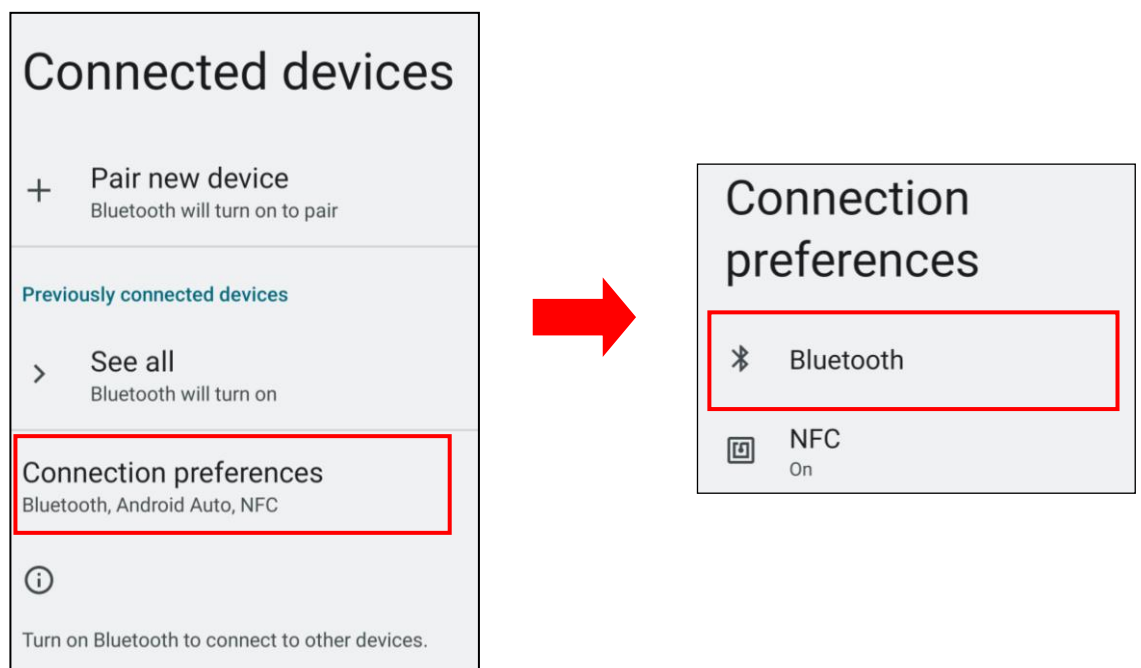 Connected devices
Pair new device
Bluetooth will turn on to pair
Previously connected devices
See all
Bluetooth will turn on
Connection preferences
Bluetooth, Android Auto, NFC
Turn on Bluetooth to connect to other devices.
Connection
preferences
Bluetooth
NFC
On